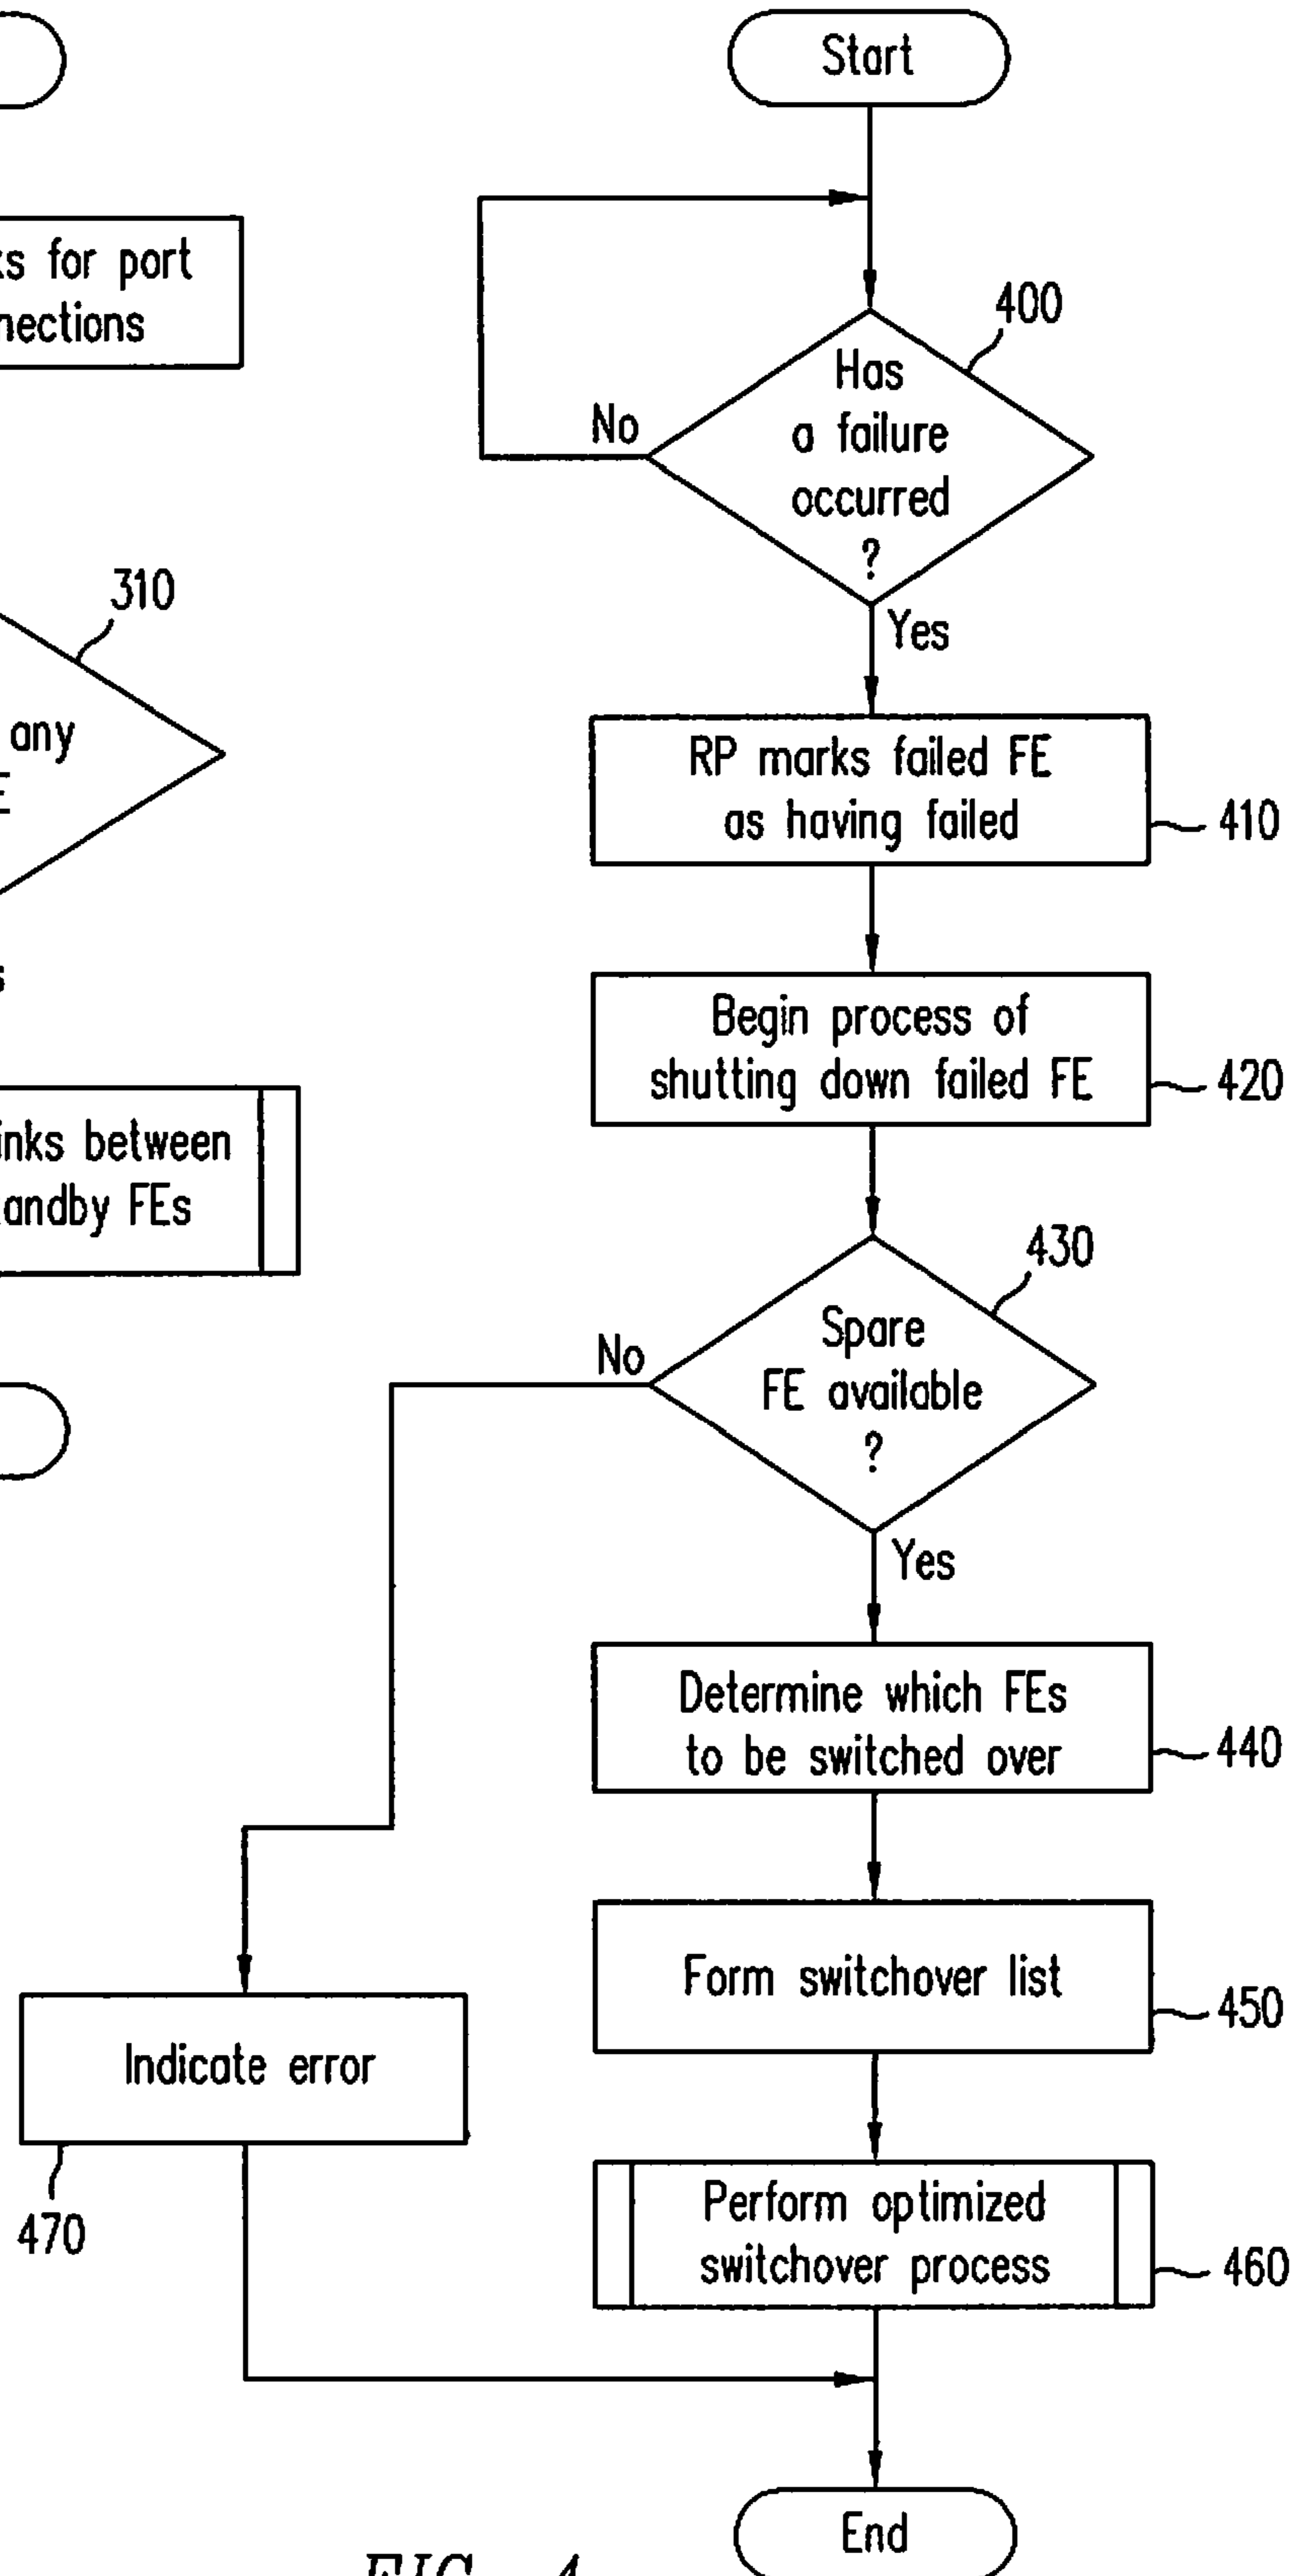 ks for port
nections
310
any
E
s
inks between
tandby FEs
Start
400
Has
a failure
occurred
?
No
Yes
RP marks failed FE
as having failed
410
Begin process of
shutting down failed FE
420
430
Spare
FE available
?
No
Yes
Determine which FEs
to be switched over
440
Form switchover list
450
Indicate error
470
Perform optimized
switchover process
460
End
FIG. 4